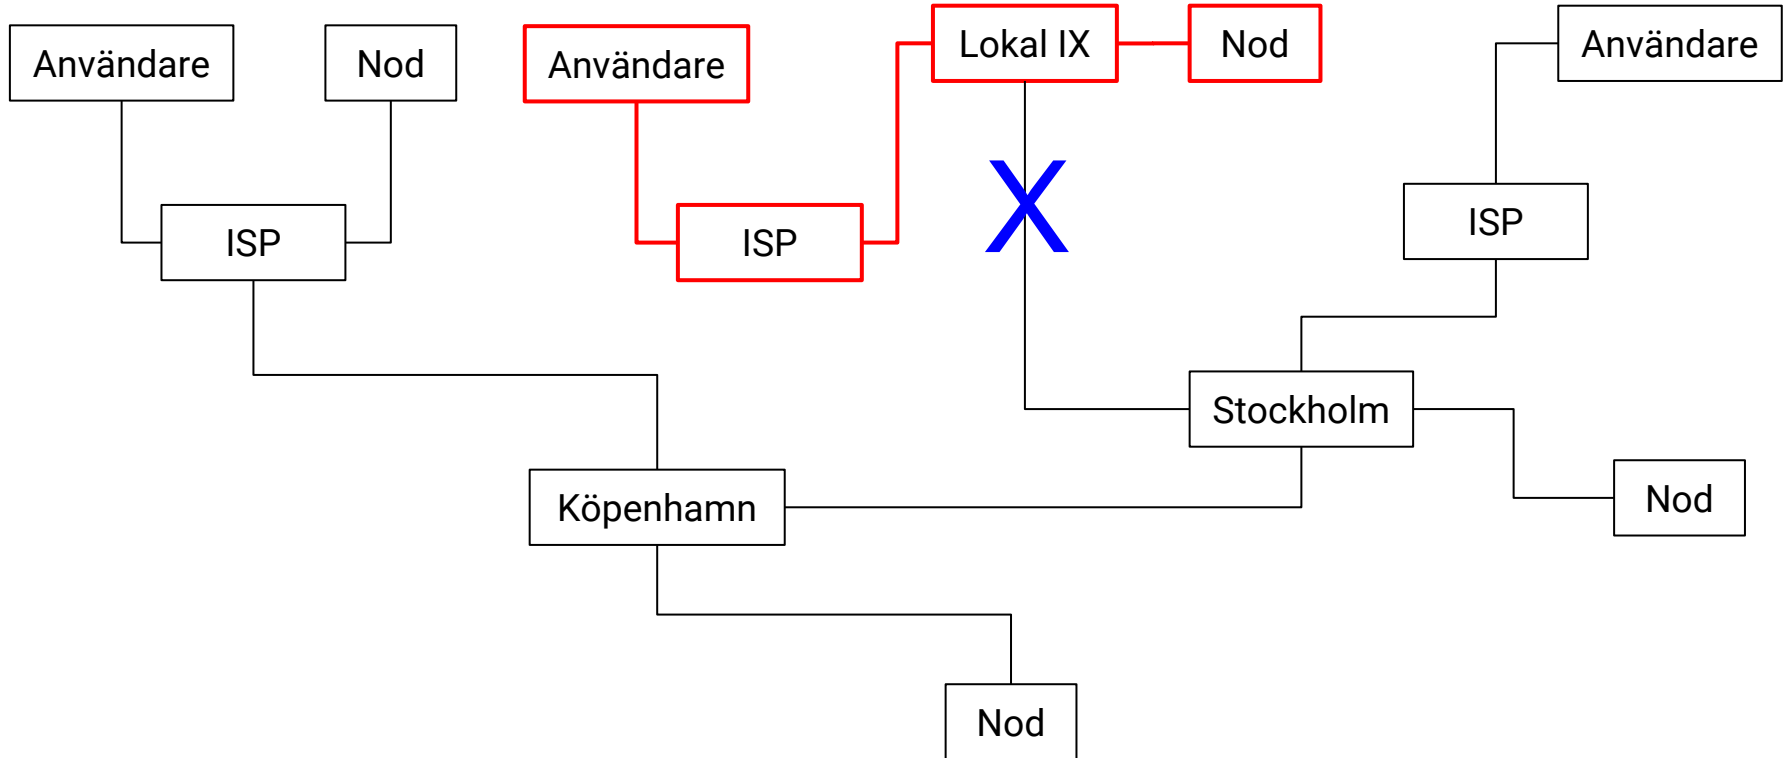 Användare
Nod
Användare
Lokal IX
Nod
Användare
ISP
ISP
X
ISP
Stockholm
Köpenhamn
Nod
Nod